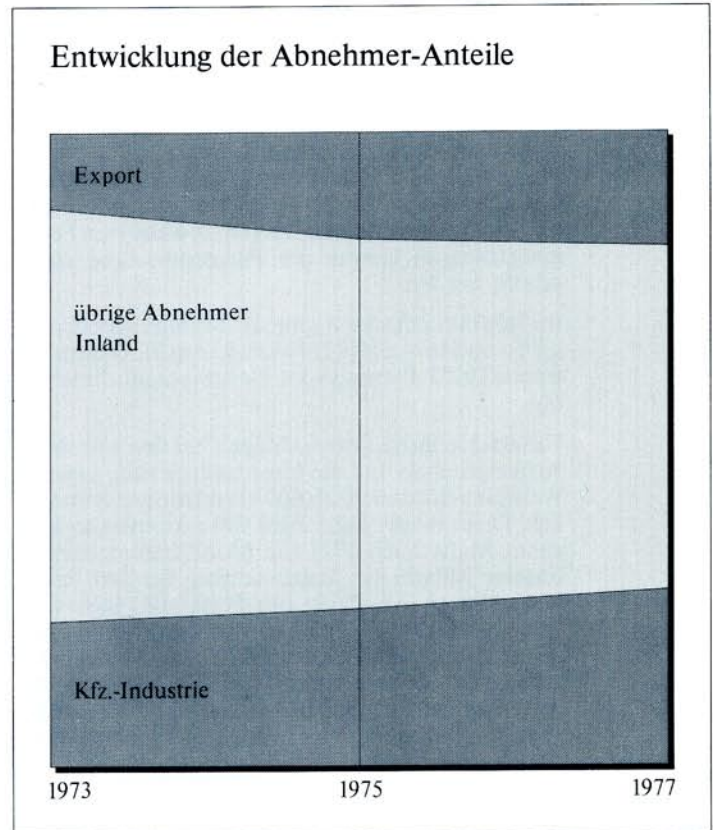 Entwicklung der Abnehmer-Anteile
Export
übrige Abnehmer
Inland
Kfz.-Industrie
1973 1975 1977